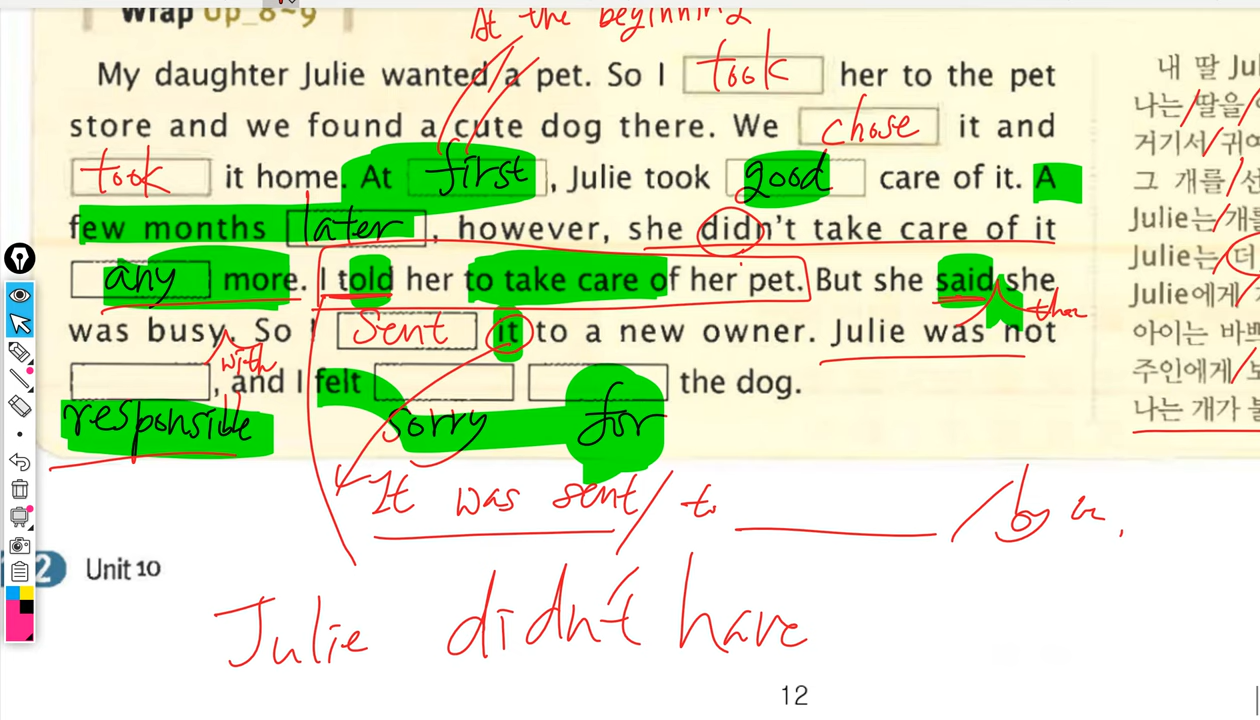 Wrap Up_8~9
At the beginning
My daughter Julie wanted a pet. So I took her to the pet
store and we found a cute dog there. We chose it and
took it home. At first, Julie took good care of it. A
few months later, however, she didn't take care of it
any more. I told her to take care of her pet. But she said she
was busy. So I sent it to a new owner. Julie was not
with
, and I felt the dog.
responsible sorry for
It was sent / to / by
Julie didn't have
2 Unit 10
12
내 딸
나는/딸을/
거기서/귀여
그 개를/선
Julie는/개를
Julie는/더
Julie에게/
아이는/바빠
주인에게/보
나는 개가 불